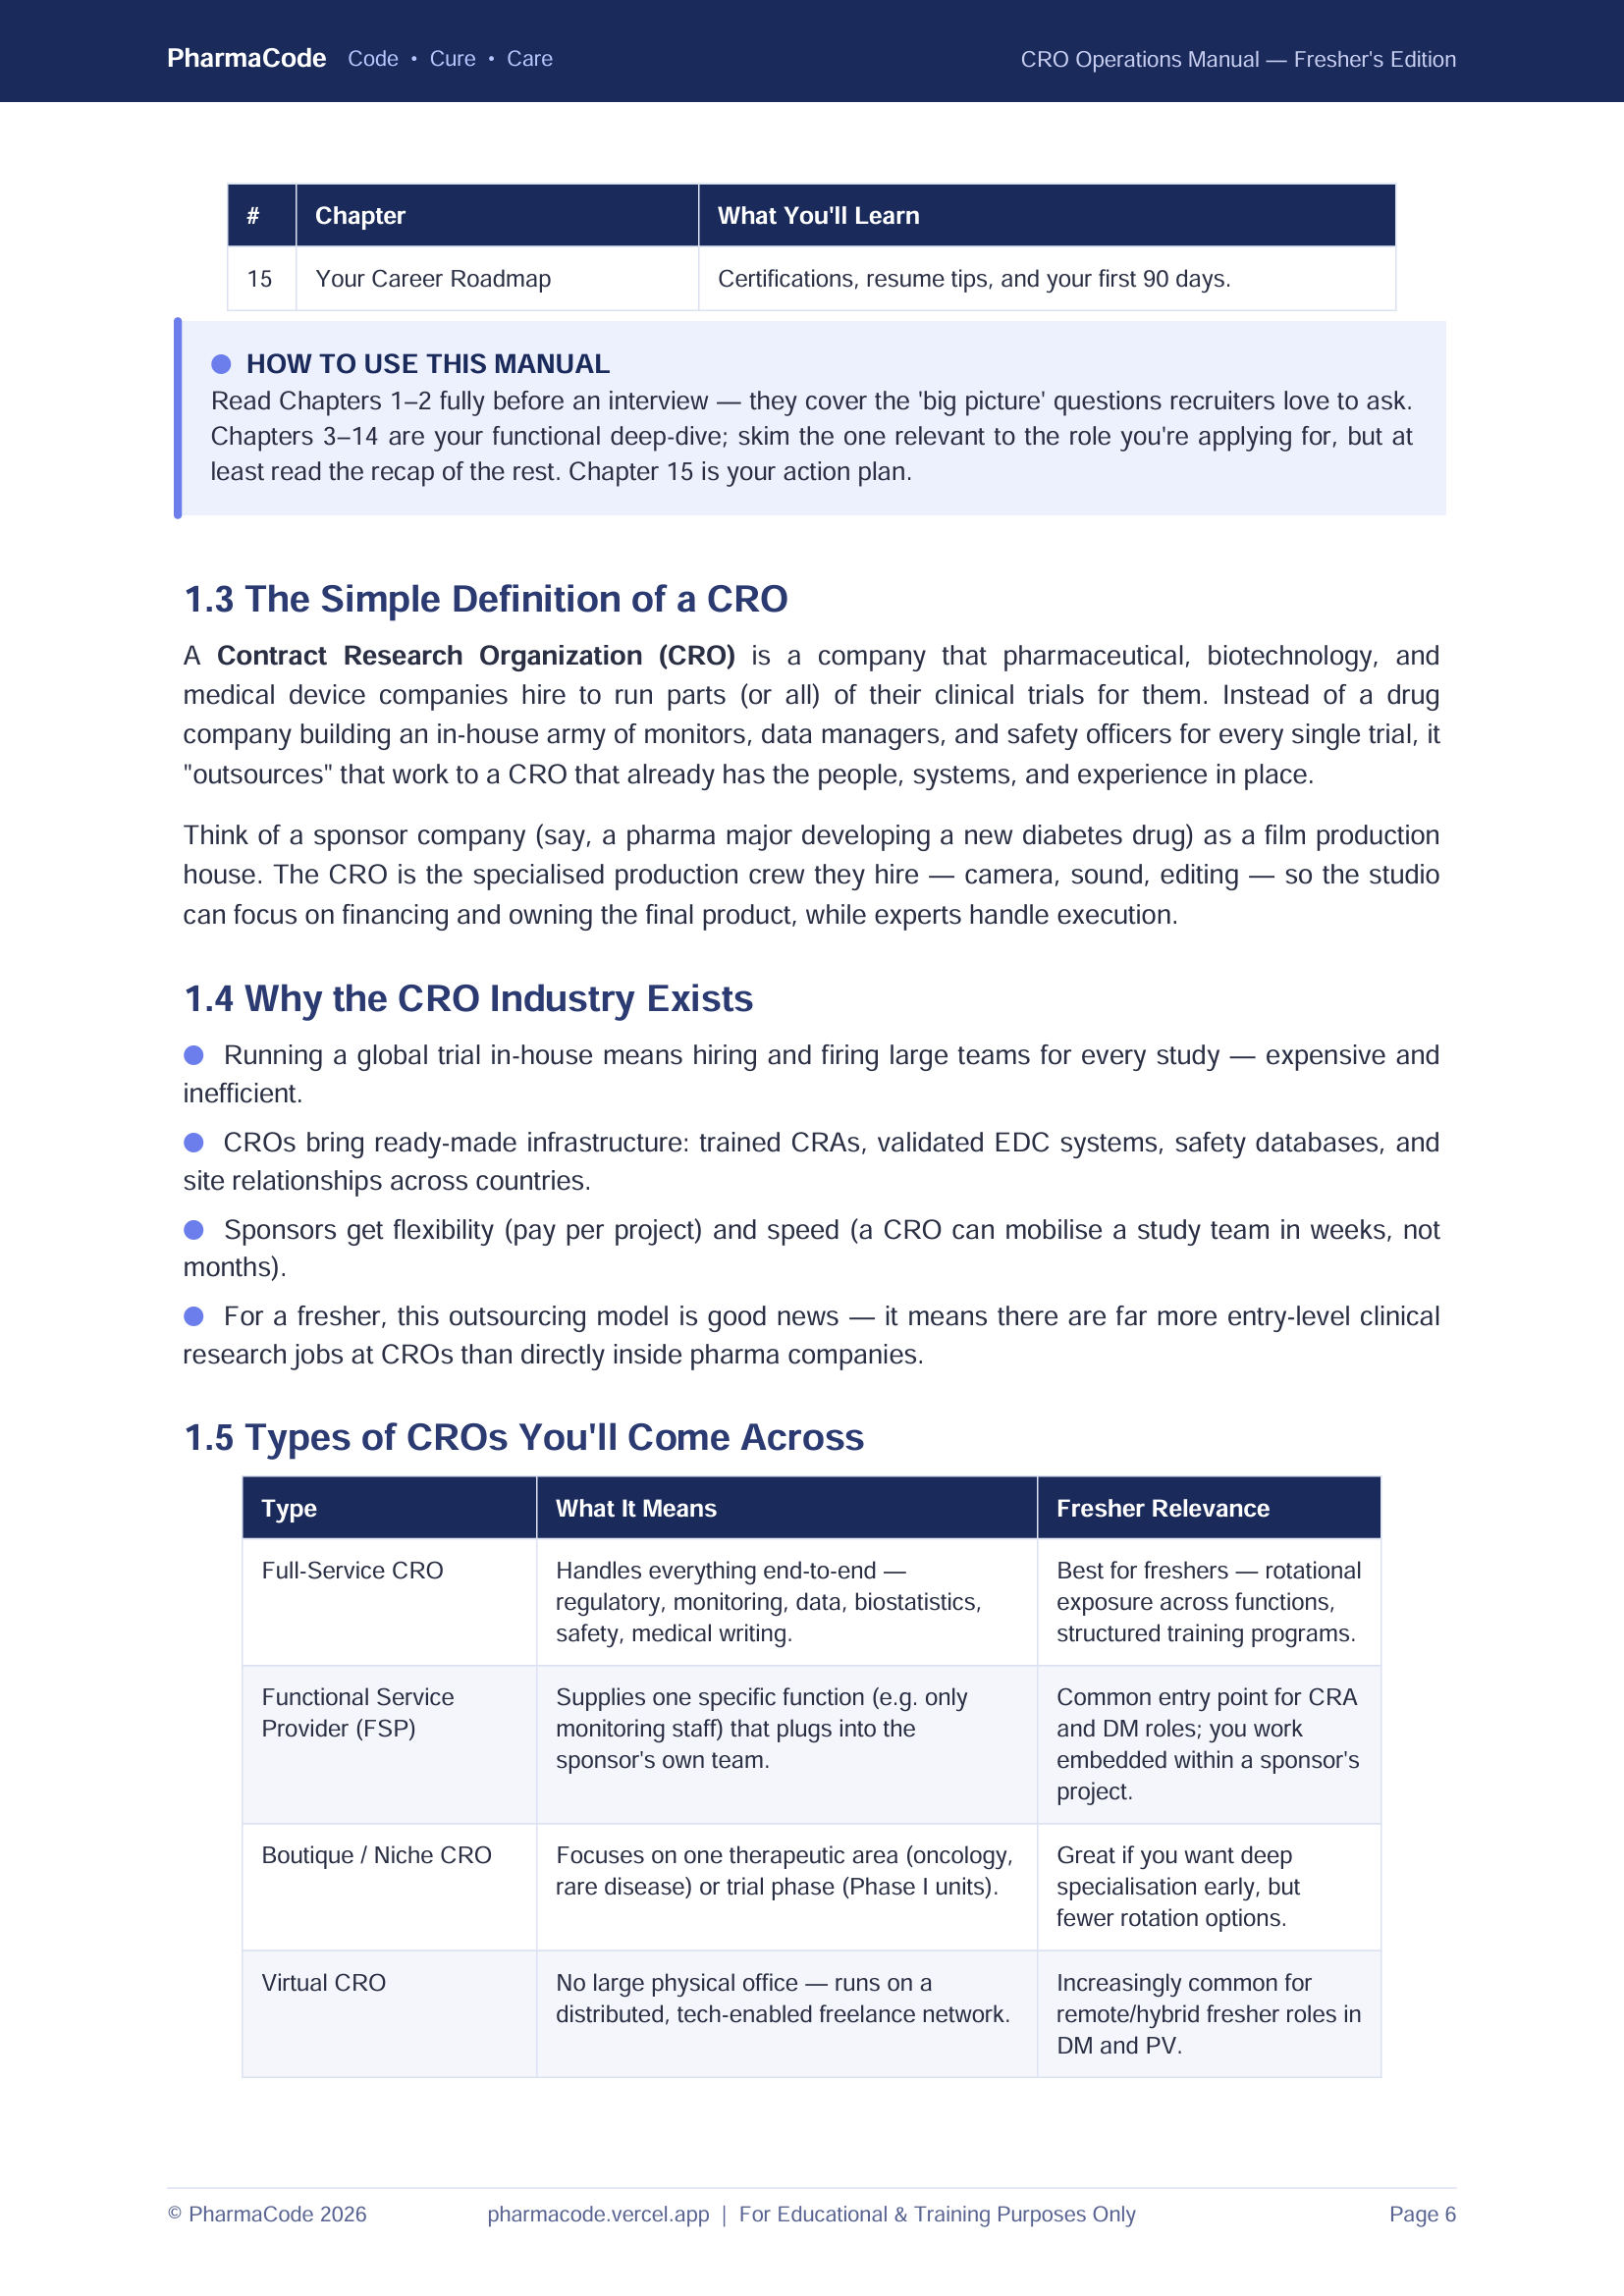 PharmaCode Code • Cure • Care
CRO Operations Manual — Fresher's Edition
# Chapter What You'll Learn
15 Your Career Roadmap Certifications, resume tips, and your first 90 days.
HOW TO USE THIS MANUAL
Read Chapters 1–2 fully before an interview — they cover the 'big picture' questions recruiters love to ask.
Chapters 3–14 are your functional deep-dive; skim the one relevant to the role you're applying for, but at
least read the recap of the rest. Chapter 15 is your action plan.
1.3 The Simple Definition of a CRO
A Contract Research Organization (CRO) is a company that pharmaceutical, biotechnology, and
medical device companies hire to run parts (or all) of their clinical trials for them. Instead of a drug
company building an in-house army of monitors, data managers, and safety officers for every single trial, it
"outsources" that work to a CRO that already has the people, systems, and experience in place.
Think of a sponsor company (say, a pharma major developing a new diabetes drug) as a film production
house. The CRO is the specialised production crew they hire — camera, sound, editing — so the studio
can focus on financing and owning the final product, while experts handle execution.
1.4 Why the CRO Industry Exists
● Running a global trial in-house means hiring and firing large teams for every study — expensive and
inefficient.
● CROs bring ready-made infrastructure: trained CRAs, validated EDC systems, safety databases, and
site relationships across countries.
● Sponsors get flexibility (pay per project) and speed (a CRO can mobilise a study team in weeks, not
months).
● For a fresher, this outsourcing model is good news — it means there are far more entry-level clinical
research jobs at CROs than directly inside pharma companies.
1.5 Types of CROs You'll Come Across
Type What It Means Fresher Relevance
Full-Service CRO
Handles everything end-to-end —
regulatory, monitoring, data, biostatistics,
safety, medical writing.
Best for freshers — rotational
exposure across functions,
structured training programs.
Functional Service
Provider (FSP)
Supplies one specific function (e.g. only
monitoring staff) that plugs into the
sponsor's own team.
Common entry point for CRA
and DM roles; you work
embedded within a sponsor's
project.
Boutique / Niche CRO
Focuses on one therapeutic area (oncology,
rare disease) or trial phase (Phase I units).
Great if you want deep
specialisation early, but
fewer rotation options.
Virtual CRO
No large physical office — runs on a
distributed, tech-enabled freelance network.
Increasingly common for
remote/hybrid fresher roles in
DM and PV.
© PharmaCode 2026 pharmacode.vercel.app | For Educational & Training Purposes Only Page 6